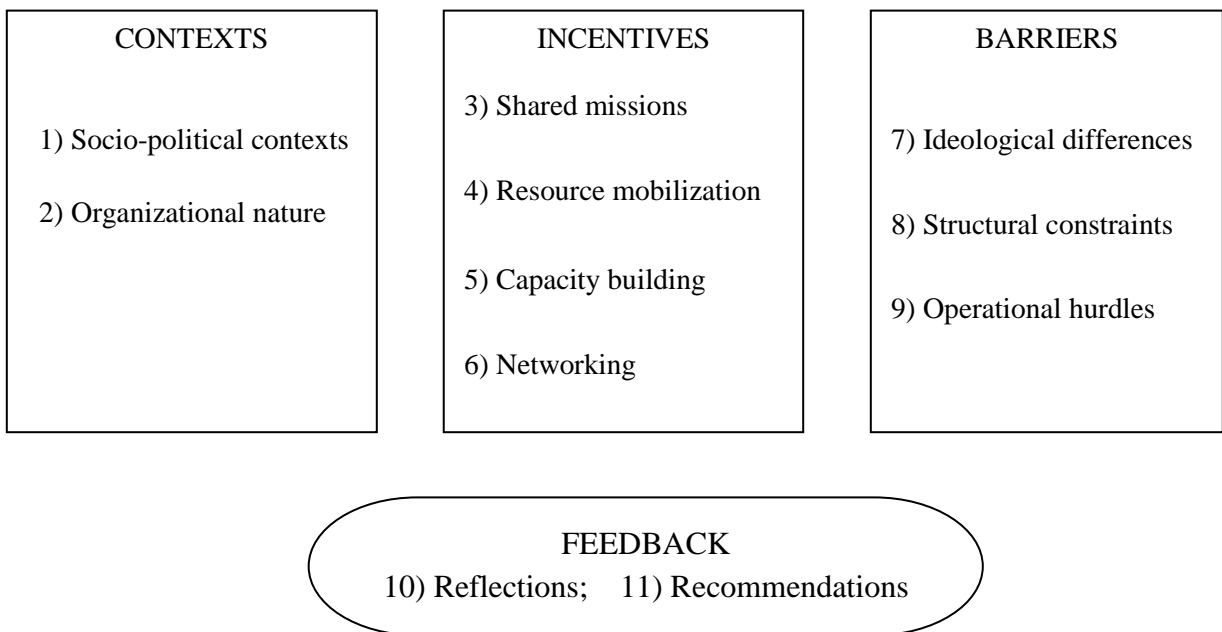 CONTEXTS
1) Socio-political contexts
2) Organizational nature
INCENTIVES
3) Shared missions
4) Resource mobilization
5) Capacity building
6) Networking
BARRIERS
7) Ideological differences
8) Structural constraints
9) Operational hurdles
FEEDBACK
10) Reflections; 11) Recommendations